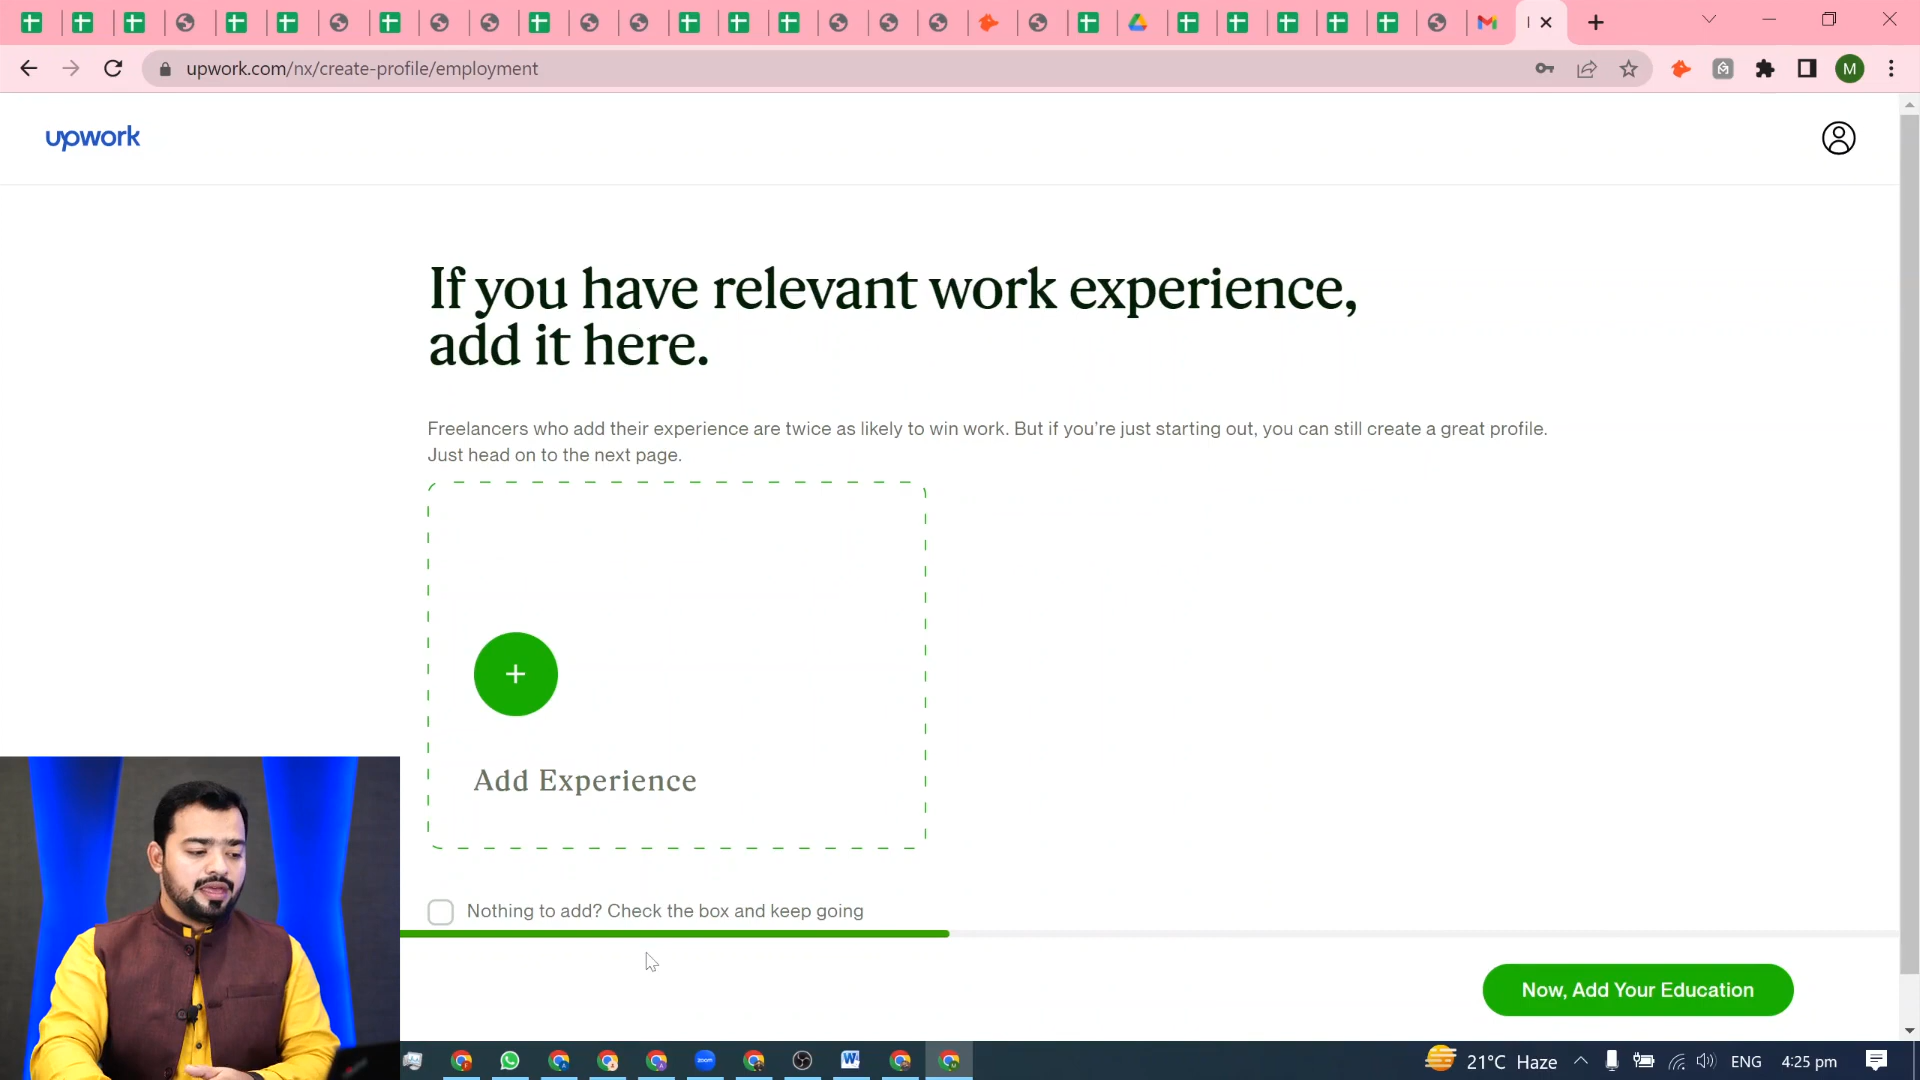 upwork.com/nx/create-profile/employment
M
upwork
If you have relevant work experience,
add it here.
Freelancers who add their experience are twice as likely to win work. But if you’re just starting out, you can still create a great profile.
Just head on to the next page.
Add Experience
Nothing to add? Check the box and keep going
Now, Add Your Education
zoom
W
21°C Haze
ENG
4:25 pm